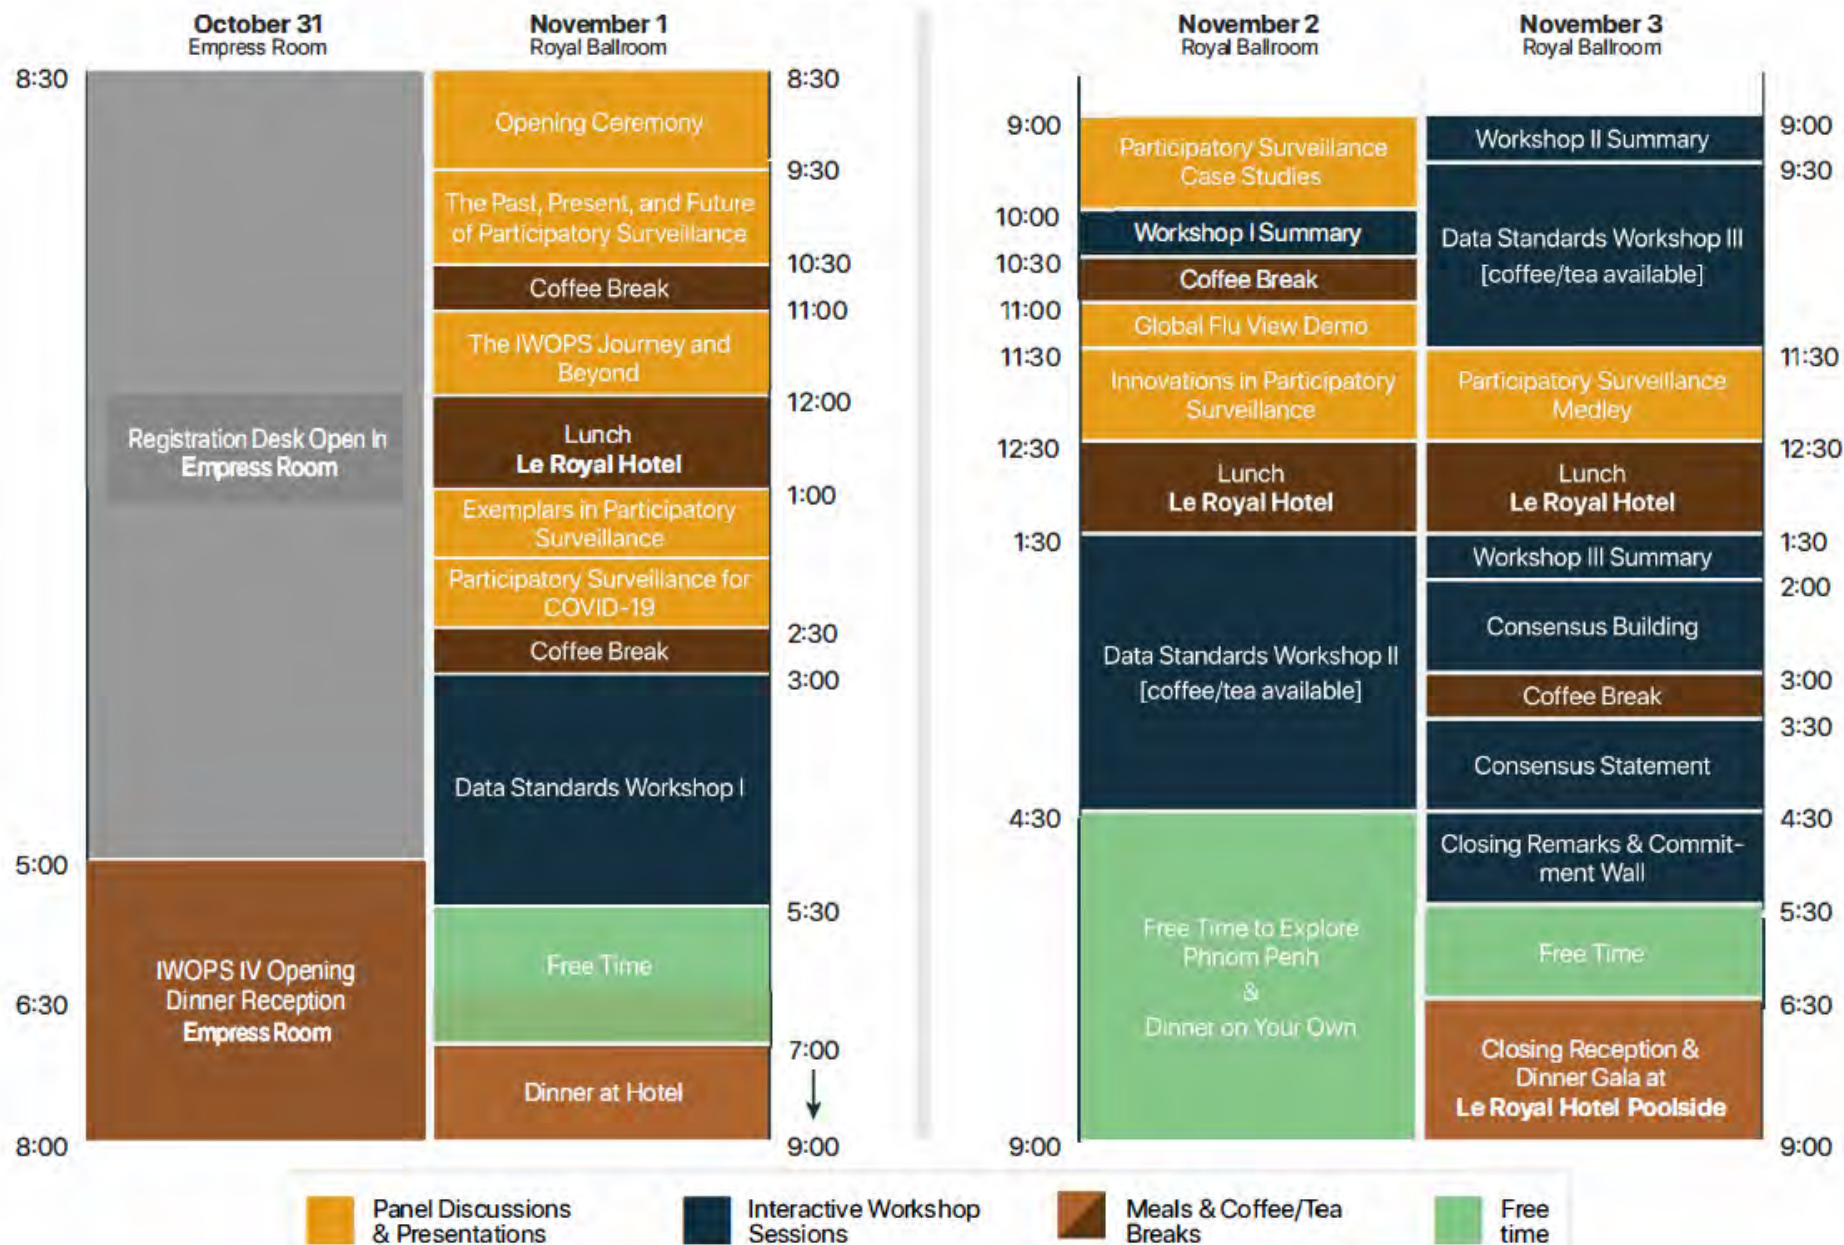 October 31
Empress Room
8:30
Registration Desk Open In
Empress Room
5:00
IWOPS IV Opening
Dinner Reception
Empress Room
6:30
8:00
November 1
Royal Ballroom
8:30
Opening Ceremony
9:30
The Past, Present, and Future
of Participatory Surveillance
10:30
Coffee Break
11:00
The IWOPS Journey and
Beyond
12:00
Lunch
Le Royal Hotel
1:00
Exemplars in Participatory
Surveillance
Participatory Surveillance for
COVID-19
2:30
Coffee Break
3:00
Data Standards Workshop I
5:30
Free Time
7:00
Dinner at Hotel
9:00
November 2
Royal Ballroom
9:00
Participatory Surveillance
Case Studies
10:00
Workshop I Summary
10:30
Coffee Break
11:00
Global Flu View Demo
11:30
Innovations in Participatory
Surveillance
12:30
Lunch
Le Royal Hotel
1:30
Data Standards Workshop II
[coffee/tea available]
4:30
Free Time to Explore
Phnom Penh
&
Dinner on Your Own
9:00
November 3
Royal Ballroom
9:00
Workshop II Summary
9:30
Data Standards Workshop III
[coffee/tea available]
11:30
Participatory Surveillance
Medley
12:30
Lunch
Le Royal Hotel
1:30
Workshop III Summary
2:00
Consensus Building
3:00
Coffee Break
3:30
Consensus Statement
4:30
Closing Remarks & Commit-
ment Wall
5:30
Free Time
6:30
Closing Reception &
Dinner Gala at
Le Royal Hotel Poolside
9:00
Panel Discussions
& Presentations
Interactive Workshop
Sessions
Meals & Coffee/Tea
Breaks
Free
time